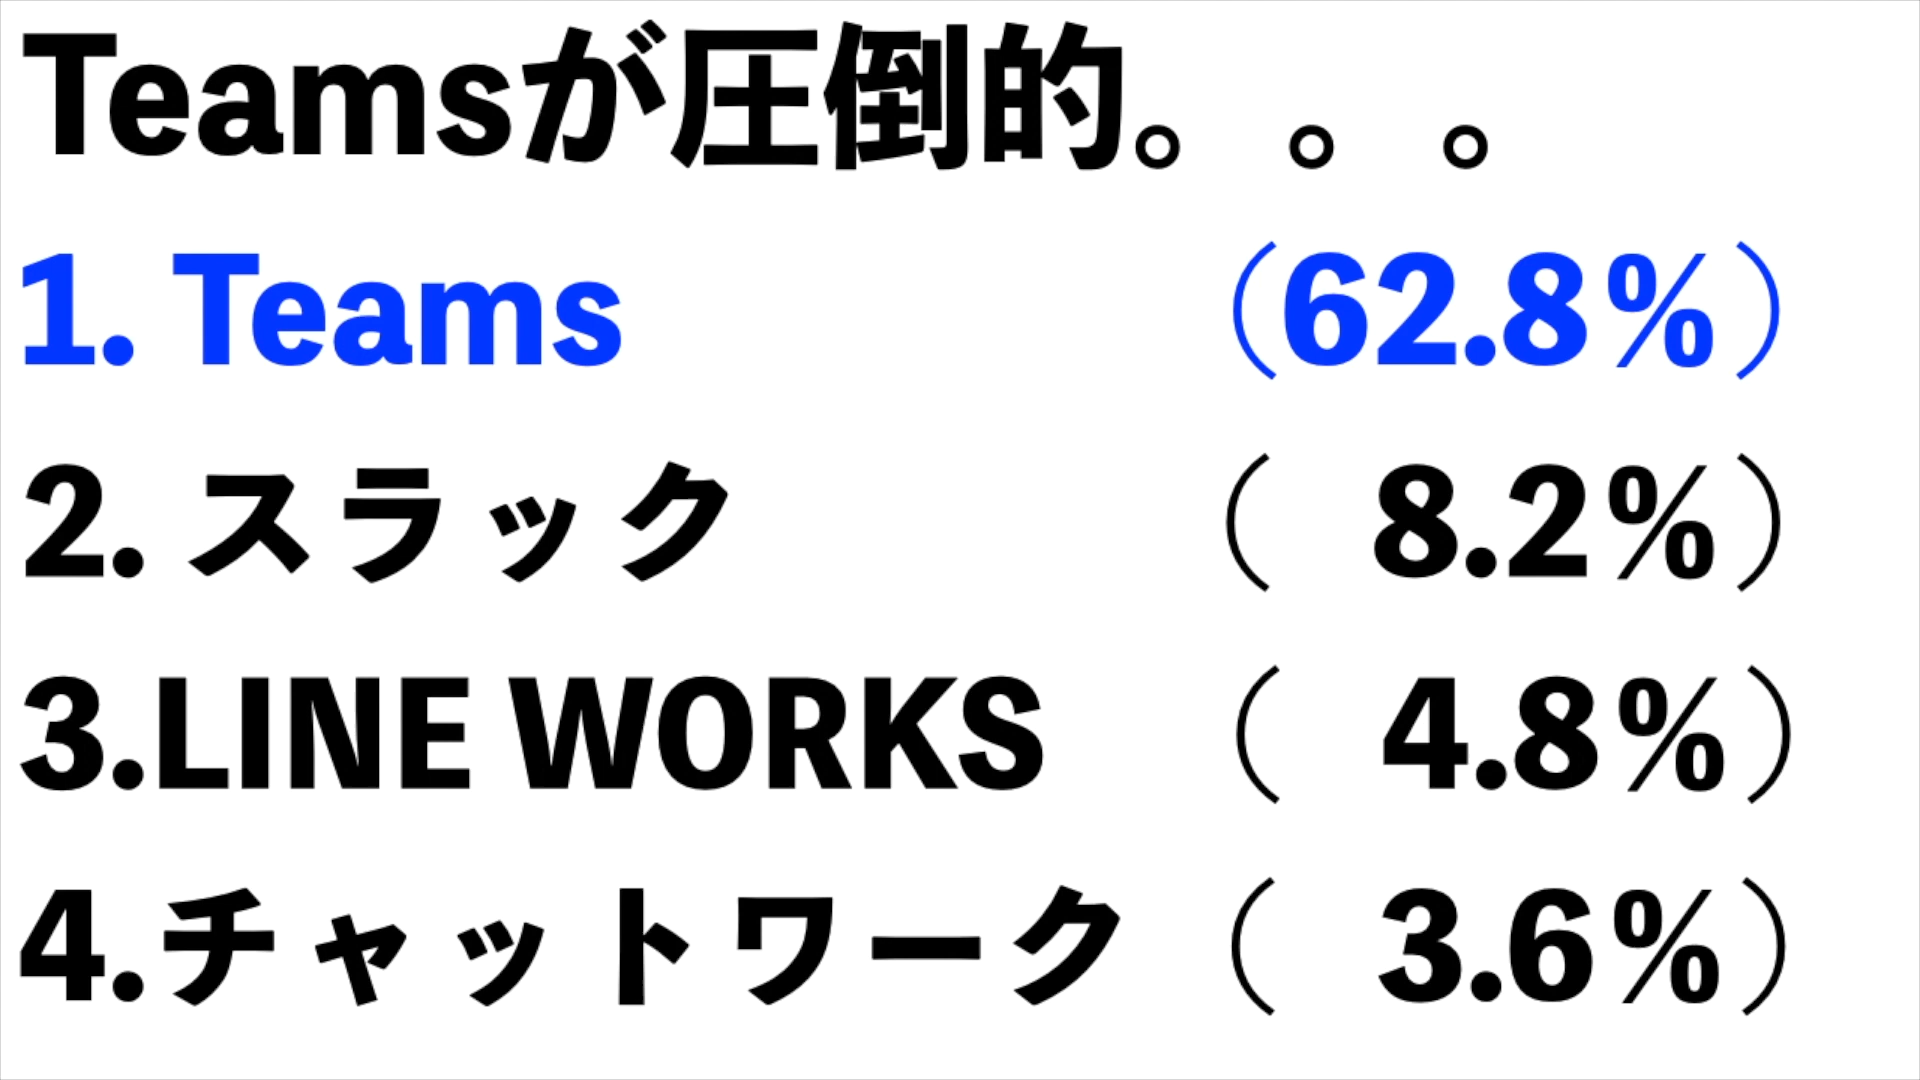 Teamsが圧倒的。。。
1. Teams （62.8％）
2. スラック （ 8.2％）
3.LINE WORKS （ 4.8％）
4.チャットワーク（ 3.6％）